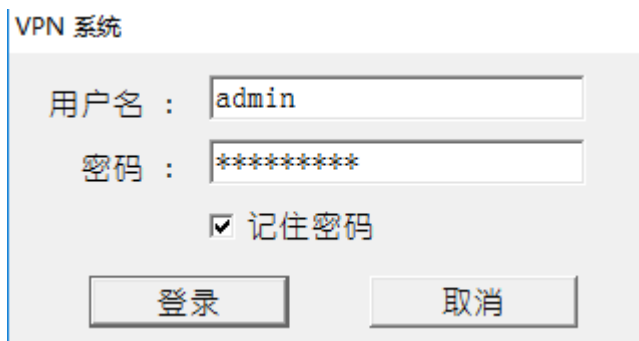 VPN 系统
用户名 : admin
密码 : *********
记住密码
登录 取消